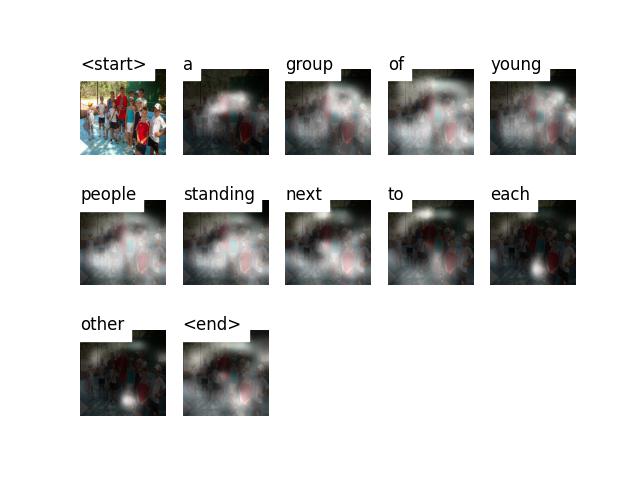 <start> a group of young
people standing next to each
other <end>